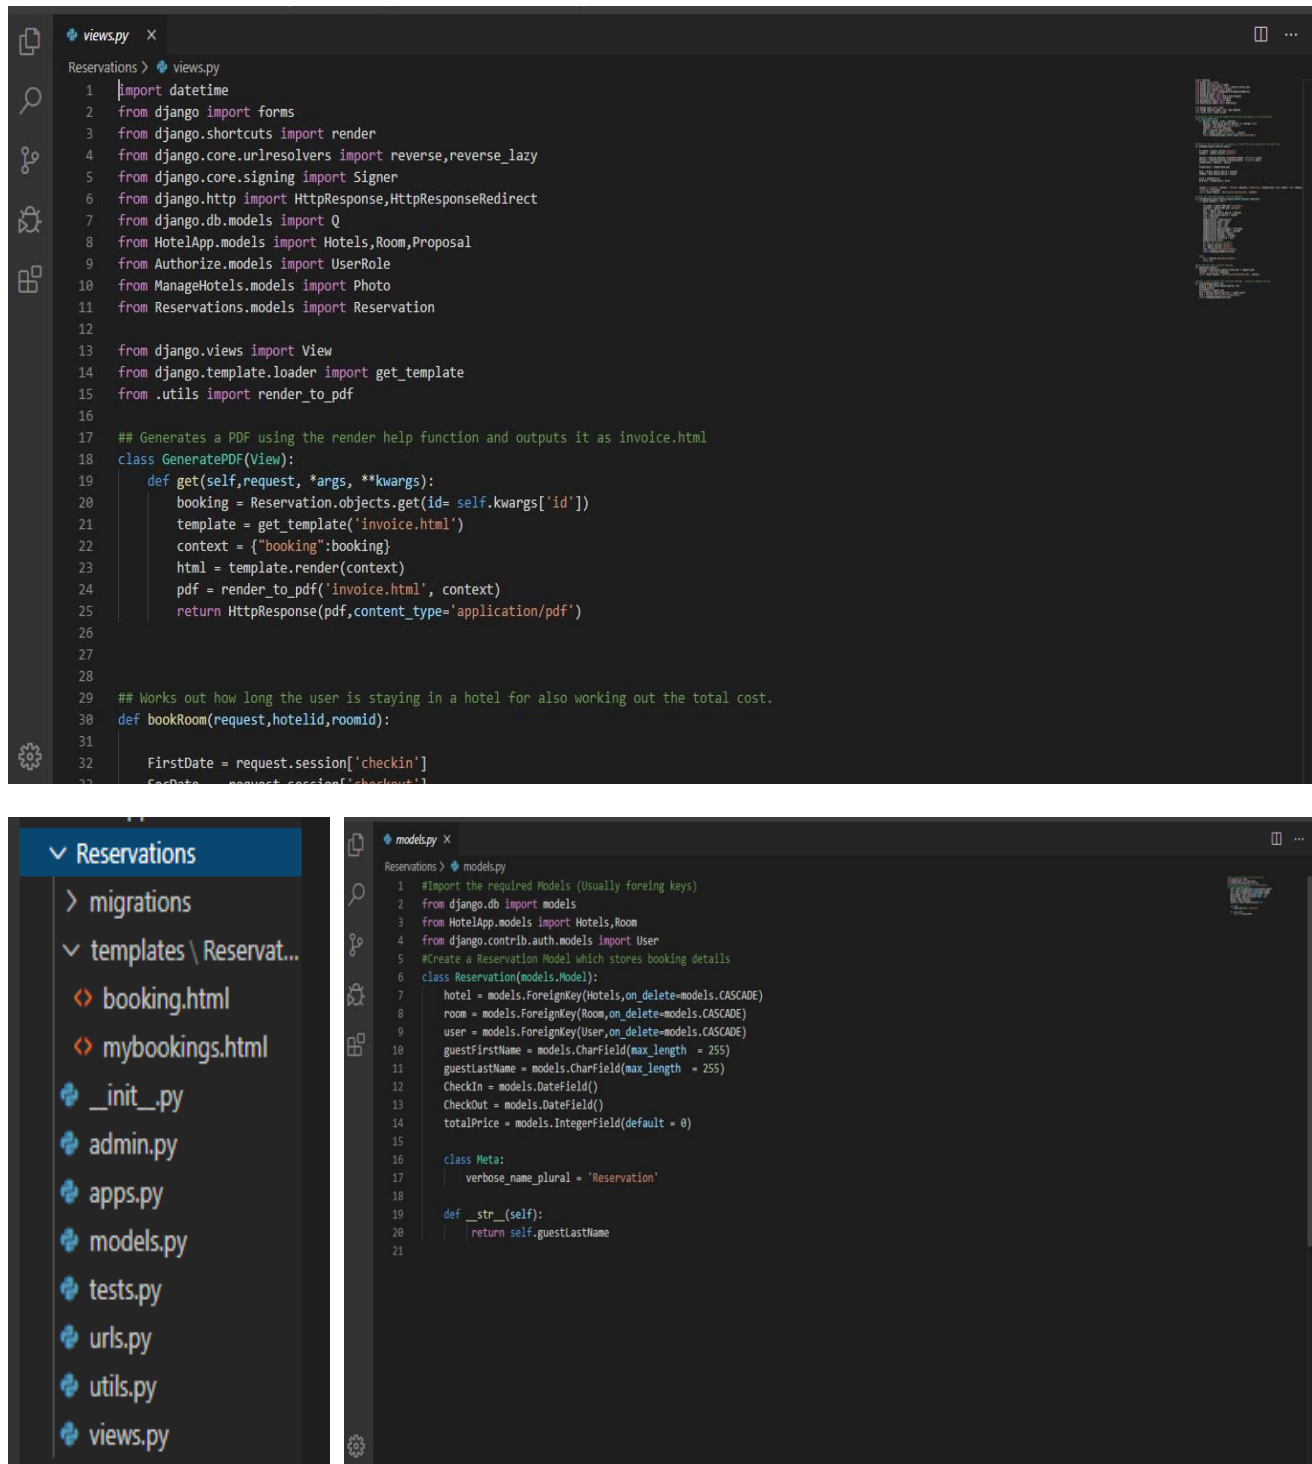 views.py
Reservations > views.py
1 import datetime
2 from django import forms
3 from django.shortcuts import render
4 from django.core.urlresolvers import reverse,reverse_lazy
5 from django.core.signing import Signer
6 from django.http import HttpResponse,HttpResponseRedirect
7 from django.db.models import Q
8 from HotelApp.models import Hotels,Room,Proposal
9 from Authorize.models import UserRole
10 from ManageHotels.models import Photo
11 from Reservations.models import Reservation
12
13 from django.views import View
14 from django.template.loader import get_template
15 from .utils import render_to_pdf
16
17 ## Generates a PDF using the render help function and outputs it as invoice.html
18 class GeneratePDF(View):
19 def get(self,request, *args, **kwargs):
20 booking = Reservation.objects.get(id= self.kwargs['id'])
21 template = get_template('invoice.html')
22 context = {"booking":booking}
23 html = template.render(context)
24 pdf = render_to_pdf('invoice.html', context)
25 return HttpResponse(pdf,content_type='application/pdf')
26
27
28
29 ## Works out how long the user is staying in a hotel for also working out the total cost.
30 def bookRoom(request,hotelid,roomid):
31
32 FirstDate = request.session['checkin']
Reservations
migrations
templates \ Reservat...
booking.html
mybookings.html
__init__.py
admin.py
apps.py
models.py
tests.py
urls.py
utils.py
views.py
models.py
Reservations > models.py
1 #Import the required Models (Usually foreing keys)
2 from django.db import models
3 from HotelApp.models import Hotels,Room
4 from django.contrib.auth.models import User
5 #Create a Reservation Model which stores booking details
6 class Reservation(models.Model):
7 hotel = models.ForeignKey(Hotels,on_delete=models.CASCADE)
8 room = models.ForeignKey(Room,on_delete=models.CASCADE)
9 user = models.ForeignKey(User,on_delete=models.CASCADE)
10 guestFirstName = models.CharField(max_length = 255)
11 guestLastName = models.CharField(max_length = 255)
12 CheckIn = models.DateField()
13 CheckOut = models.DateField()
14 totalPrice = models.IntegerField(default = 0)
15
16 class Meta:
17 verbose_name_plural = 'Reservation'
18
19 def __str__(self):
20 return self.guestLastName
21